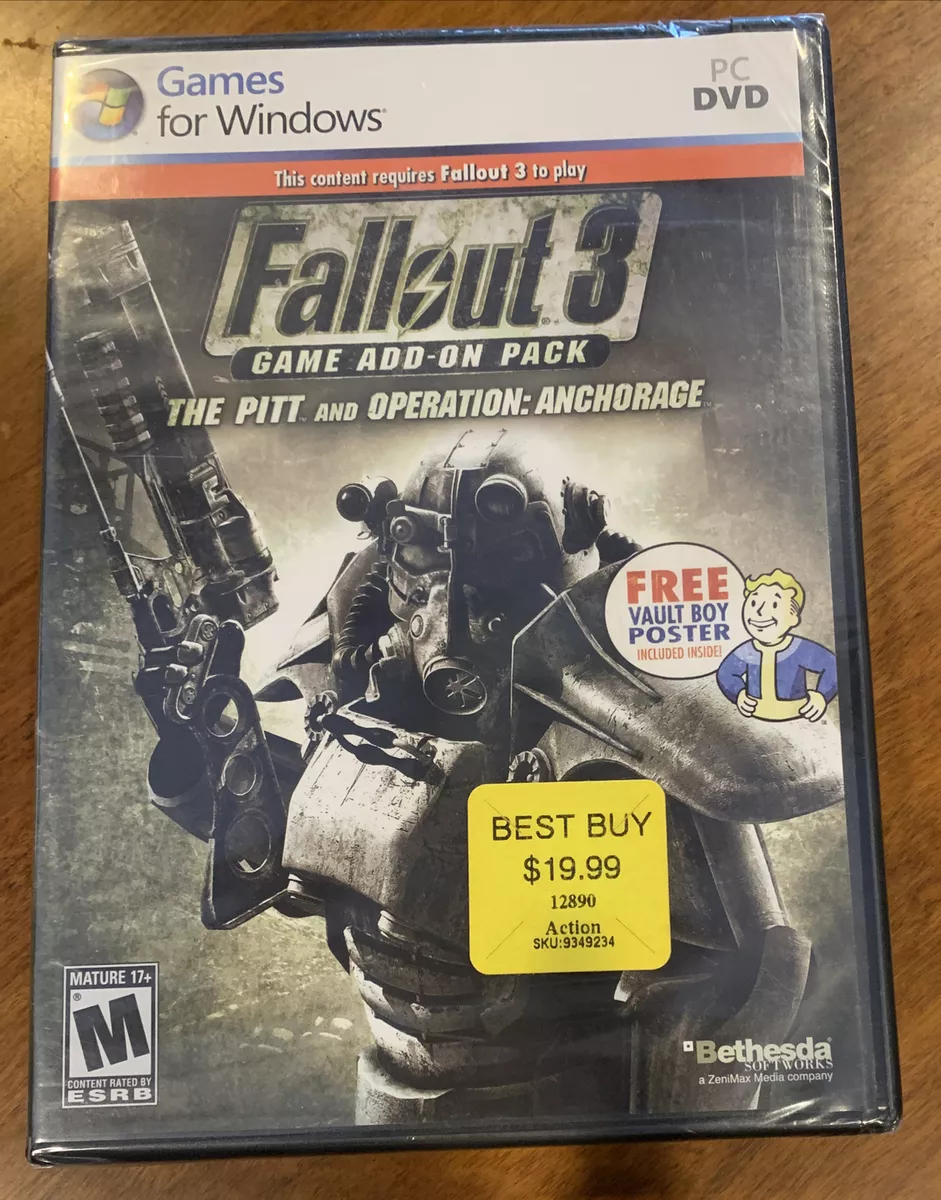 Games
for Windows®
PC
DVD
This content requires Fallout 3 to play
Fallout 3
GAME ADD-ON PACK
THE PITT™ AND OPERATION: ANCHORAGE™
FREE
VAULT BOY
POSTER
INCLUDED INSIDE!
BEST BUY
$19.99
12890
Action
SKU:9349234
MATURE 17+
M
®
CONTENT RATED BY
ESRB
Bethesda
SOFTWORKS
a ZeniMax Media company